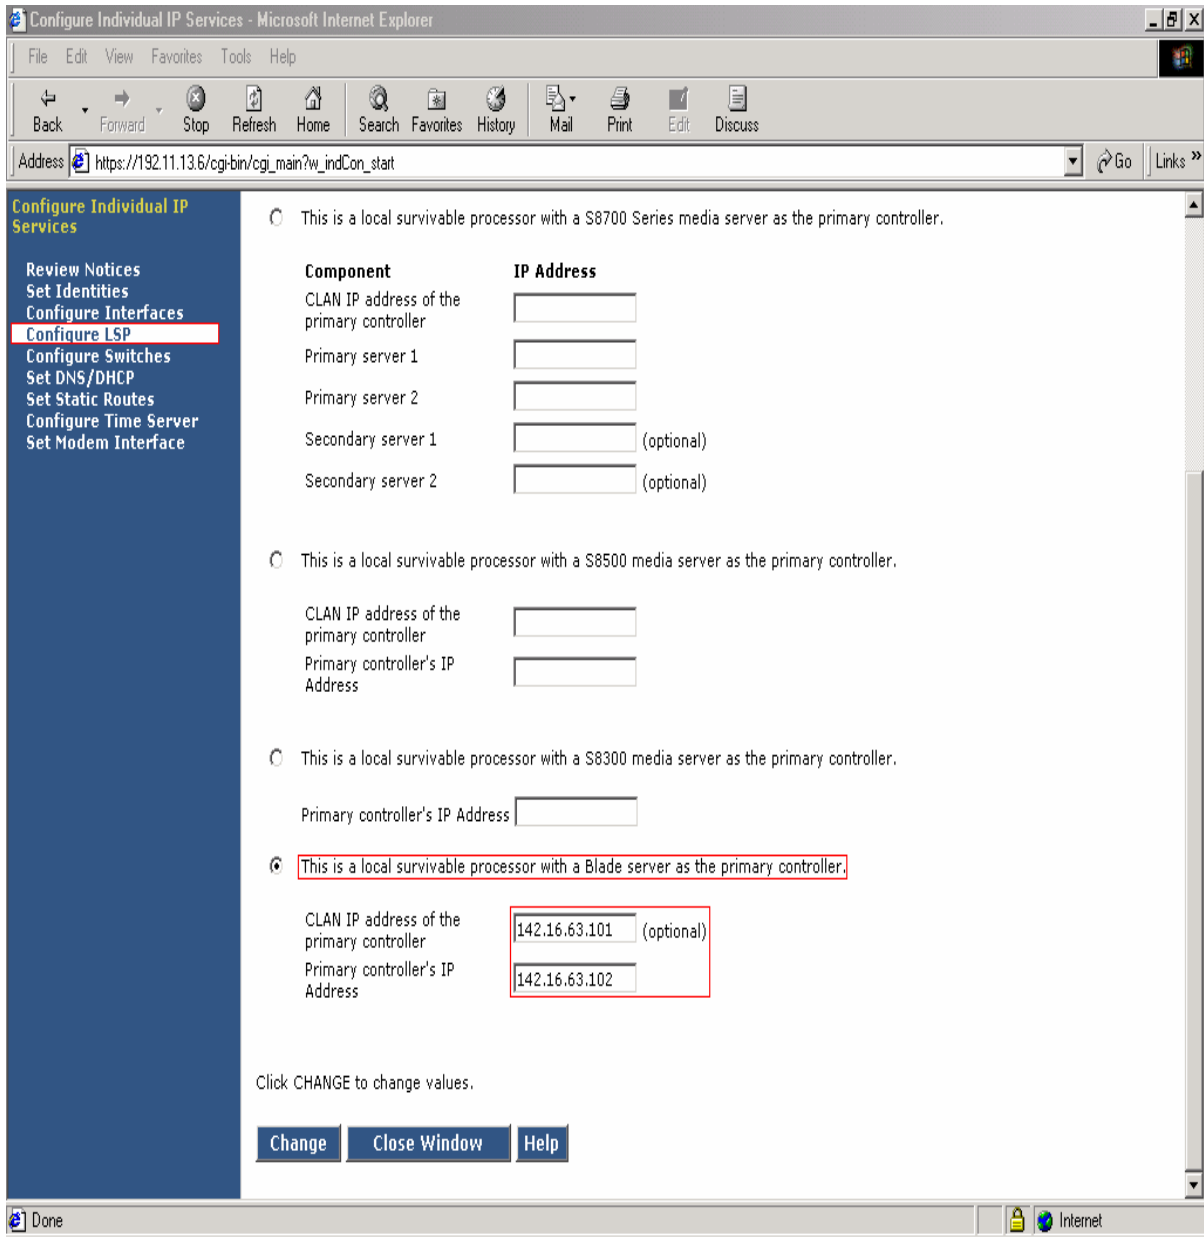 Configure Individual IP Services - Microsoft Internet Explorer
File Edit View Favorites Tools Help
Back Forward Stop Refresh Home Search Favorites History Mail Print Edit Discuss
Address https://192.11.13.6/cgi-bin/cgi_main?w_indCon_start Go Links »
Configure Individual IP
Services
Review Notices
Set Identities
Configure Interfaces
Configure LSP
Configure Switches
Set DNS/DHCP
Set Static Routes
Configure Time Server
Set Modem Interface
This is a local survivable processor with a S8700 Series media server as the primary controller.
Component IP Address
CLAN IP address of the
primary controller
Primary server 1
Primary server 2
Secondary server 1 (optional)
Secondary server 2 (optional)
This is a local survivable processor with a S8500 media server as the primary controller.
CLAN IP address of the
primary controller
Primary controller's IP
Address
This is a local survivable processor with a S8300 media server as the primary controller.
Primary controller's IP Address
This is a local survivable processor with a Blade server as the primary controller.
CLAN IP address of the
primary controller
142.16.63.101 (optional)
Primary controller's IP
Address
142.16.63.102
Click CHANGE to change values.
Change Close Window Help
Done Internet